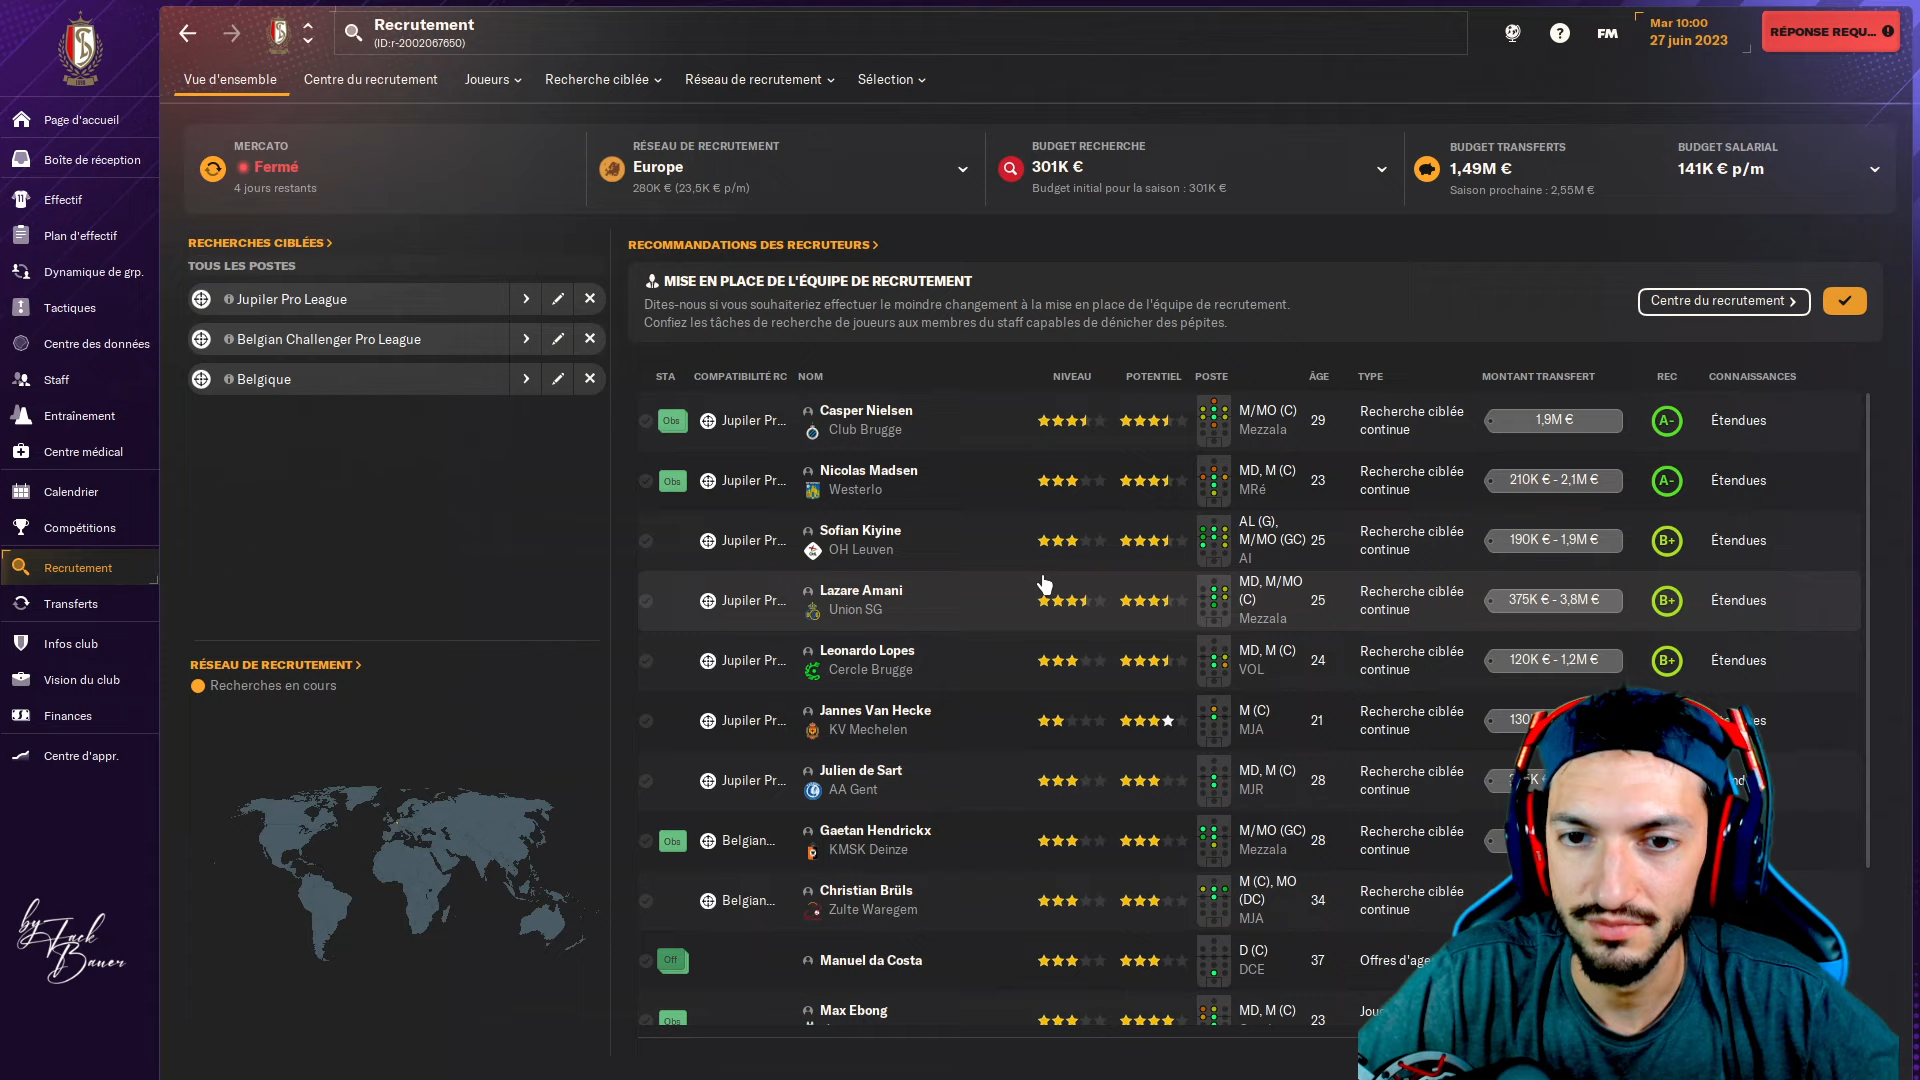 Recrutement
(ID:r-2002067650)
FM
Mar 10:00
27 juin 2023
RÉPONSE REQU...
Vue d'ensemble
Centre du recrutement
Joueurs
Recherche ciblée
Réseau de recrutement
Sélection
Page d'accueil
Boîte de réception
Effectif
Plan d'effectif
Dynamique de grp.
Tactiques
Centre des données
Staff
Entraînement
Centre médical
Calendrier
Compétitions
Recrutement
Transferts
Infos club
Vision du club
Finances
Centre d'appr.
by Jack Bauer
MERCATO
Fermé
4 jours restants
RÉSEAU DE RECRUTEMENT
Europe
280K € (23,5K € p/m)
BUDGET RECHERCHE
301K €
Budget initial pour la saison : 301K €
BUDGET TRANSFERTS
1,49M €
Saison prochaine : 2,55M €
BUDGET SALARIAL
141K € p/m
RECHERCHES CIBLÉES >
TOUS LES POSTES
Jupiler Pro League
Belgian Challenger Pro League
Belgique
RÉSEAU DE RECRUTEMENT >
Recherches en cours
RECOMMANDATIONS DES RECRUTEURS >
MISE EN PLACE DE L'ÉQUIPE DE RECRUTEMENT
Dites-nous si vous souhaiteriez effectuer le moindre changement à la mise en place de l'équipe de recrutement.
Confiez les tâches de recherche de joueurs aux membres du staff capables de dénicher des pépites.
Centre du recrutement >
STA COMPATIBILITÉ RC NOM NIVEAU POTENTIEL POSTE ÂGE TYPE MONTANT TRANSFERT REC CONNAISSANCES
Obs Jupiler Pr... Casper Nielsen Club Brugge M/MO (C) Mezzala 29 Recherche ciblée continue 1,9M € A- Étendues
Obs Jupiler Pr... Nicolas Madsen Westerlo MD, M (C) MRé 23 Recherche ciblée continue 210K € - 2,1M € A- Étendues
Jupiler Pr... Sofian Kiyine OH Leuven AL (G), M/MO (GC) AI 25 Recherche ciblée continue 190K € - 1,9M € B+ Étendues
Jupiler Pr... Lazare Amani Union SG MD, M/MO (C) Mezzala 25 Recherche ciblée continue 375K € - 3,8M € B+ Étendues
Jupiler Pr... Leonardo Lopes Cercle Brugge MD, M (C) VOL 24 Recherche ciblée continue 120K € - 1,2M € B+ Étendues
Jupiler Pr... Jannes Van Hecke KV Mechelen M (C) MJA 21 Recherche ciblée continue 130
Jupiler Pr... Julien de Sart AA Gent MD, M (C) MJR 28 Recherche ciblée continue
Obs Belgian... Gaetan Hendrickx KMSK Deinze M/MO (GC) Mezzala 28 Recherche ciblée continue
Belgian... Christian Brüls Zulte Waregem M (C), MO (DC) MJA 34 Recherche ciblée continue
Off Manuel da Costa D (C) DCE 37 Offres d'age
Obs Max Ebong MD, M (C) 23 Jou